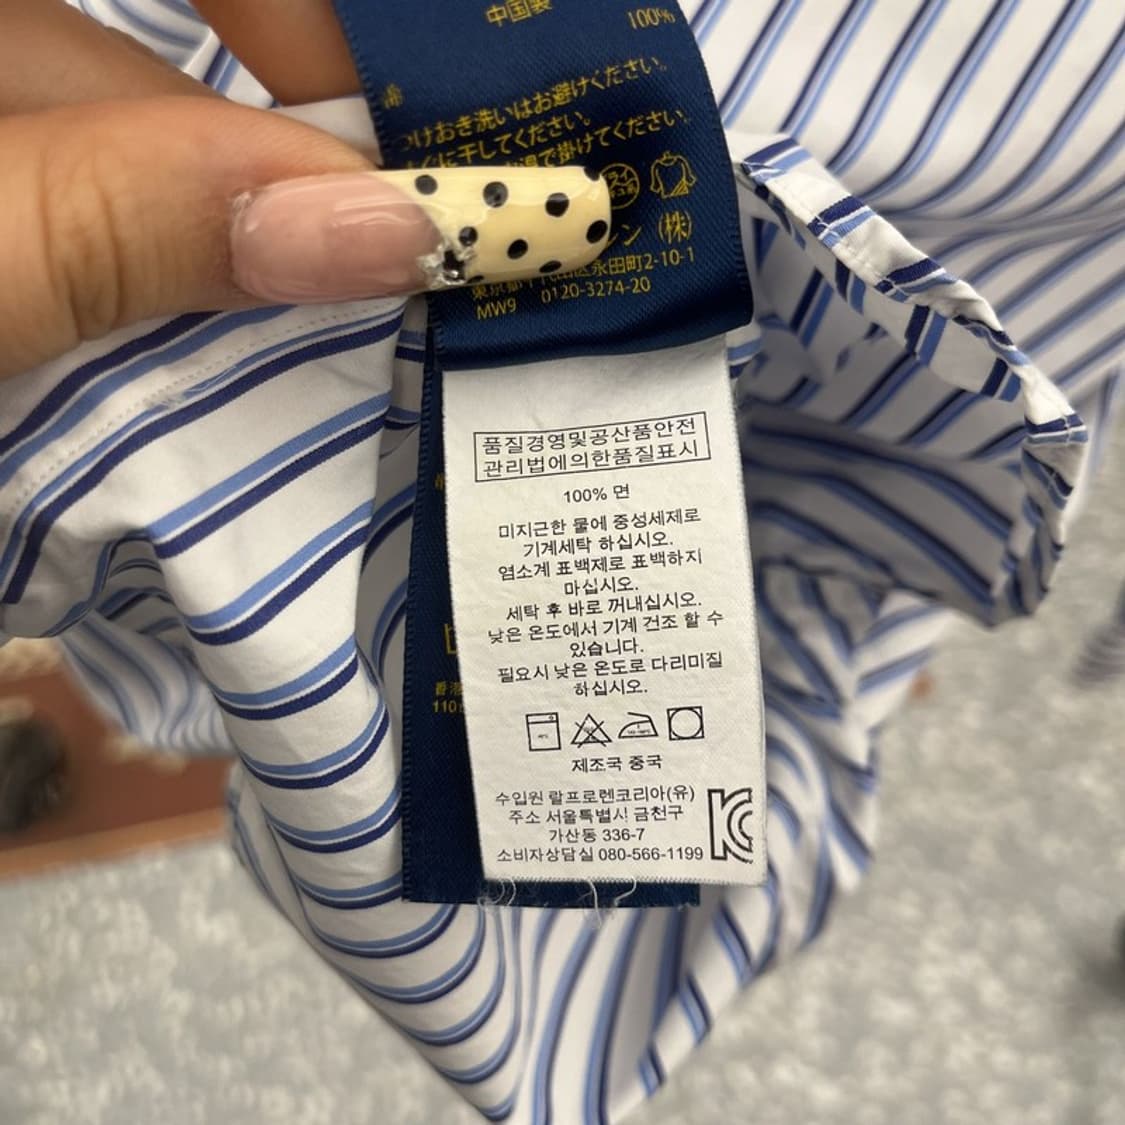 中国製
100%
綿
つけおき洗いはお避けください。
に干してください。
で掛けてください。
レン (株)
区永田町2-10-1
MW9 0120-3274-20
품질경영및공산품안전
관리법에의한품질표시
100% 면
미지근한 물에 중성세제로
기계세탁 하십시오.
염소계 표백제로 표백하지
마십시오.
세탁 후 바로 꺼내십시오.
낮은 온도에서 기계 건조 할 수
있습니다.
필요시 낮은 온도로 다리미질
하십시오.
제조국 중국
香港
110
수입원 랄프로렌코리아(유)
주소 서울특별시 금천구
가산동 336-7
소비자상담실 080-566-1199
KC